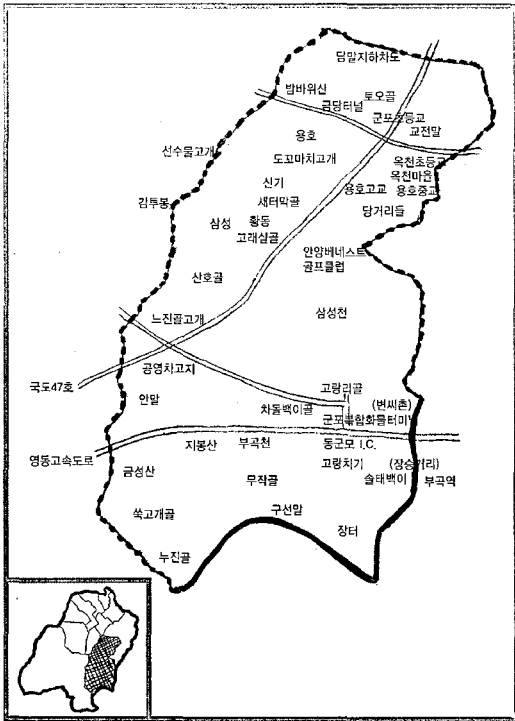 당말지하차도
밤바위산
금당터널
토오골
군포초등교
교전말
용호
선수물고개
도꼬마치고개
옥천초등교
옥천마을
신기
용호고교
용호중교
김투봉
새터막골
당거리들
삼성
황동
고래실골
안양베네스트
골프클럽
산호골
삼성천
느진골고개
공영차고지
국도47호
고랑리골
안말
차돌백이골
(변씨촌)
군포복합화물터미널
지봉산
부곡천
동군포 I.C.
영동고속도로
금성산
고렁치기
(장승거리)
무작골
솔태백이
부곡역
쑥고개골
구선말
장터
누진골